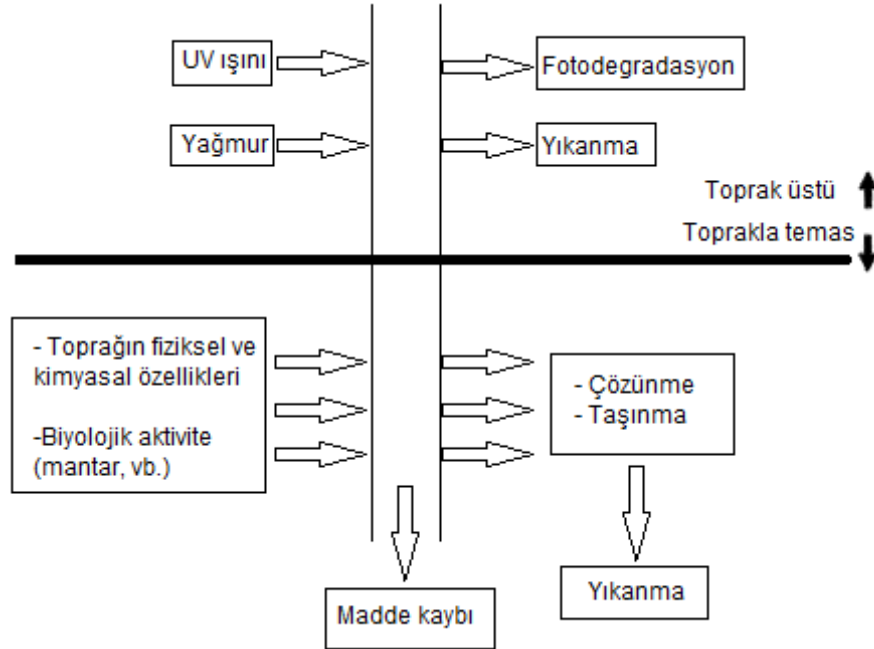 UV ışını
Fotodegradasyon
Yağmur
Yıkanma
Toprak üstü
Toprakla temas
- Toprağın fiziksel ve
kimyasal özellikleri
-Biyolojik aktivite
(mantar, vb.)
- Çözünme
- Taşınma
Yıkanma
Madde kaybı